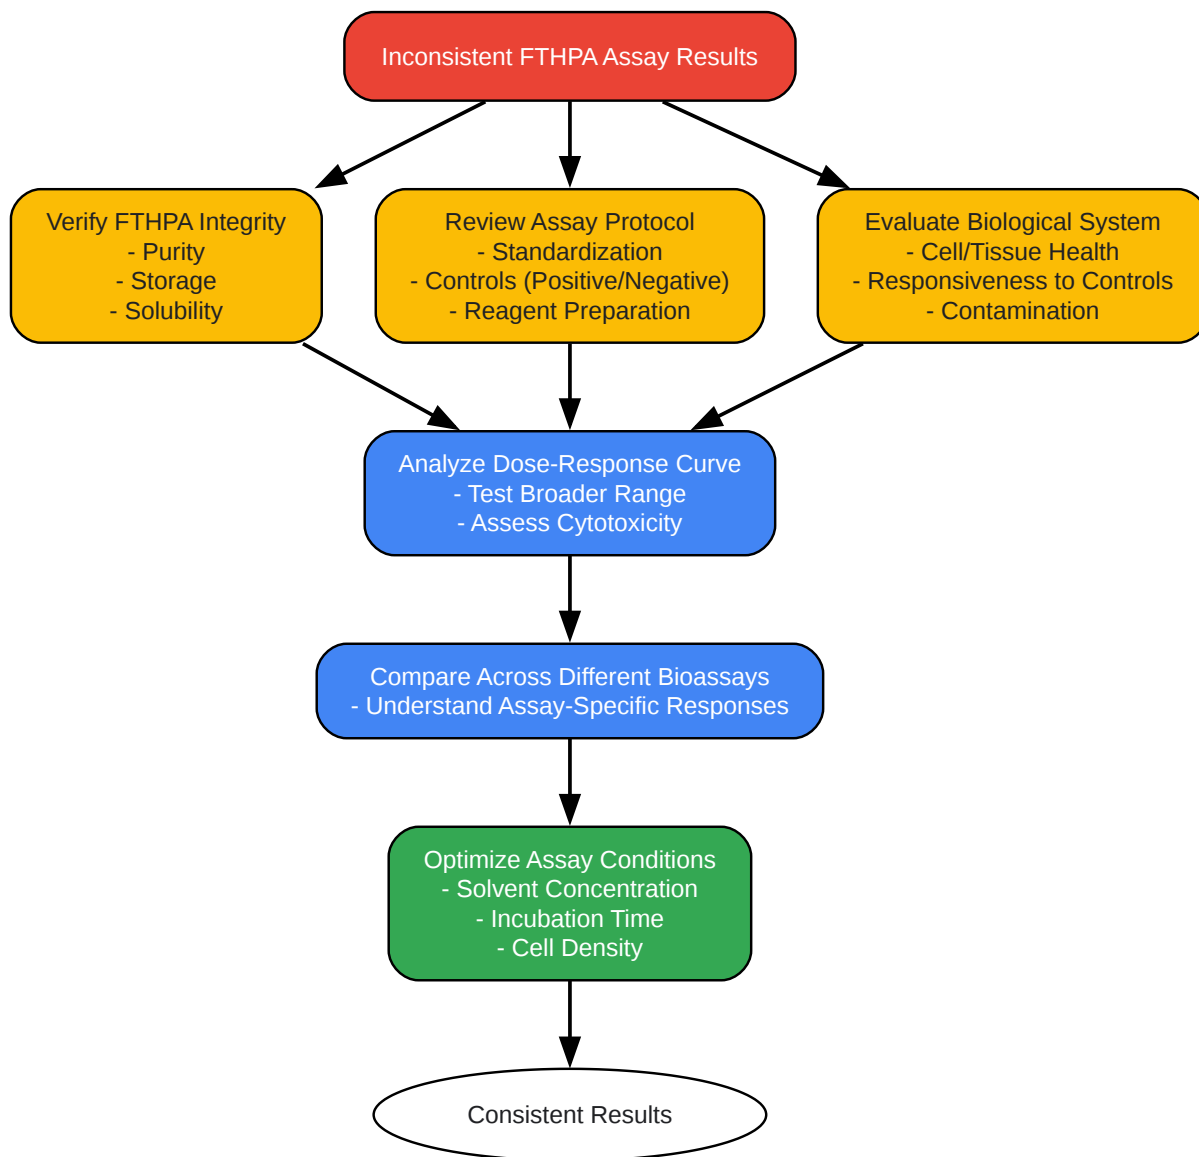 Inconsistent FTHPA Assay Results
Verify FTHPA Integrity
- Purity
- Storage
- Solubility
Review Assay Protocol
- Standardization
- Controls (Positive/Negative)
- Reagent Preparation
Evaluate Biological System
- Cell/Tissue Health
- Responsiveness to Controls
- Contamination
Analyze Dose-Response Curve
- Test Broader Range
- Assess Cytotoxicity
Compare Across Different Bioassays
- Understand Assay-Specific Responses
Optimize Assay Conditions
- Solvent Concentration
- Incubation Time
- Cell Density
Consistent Results